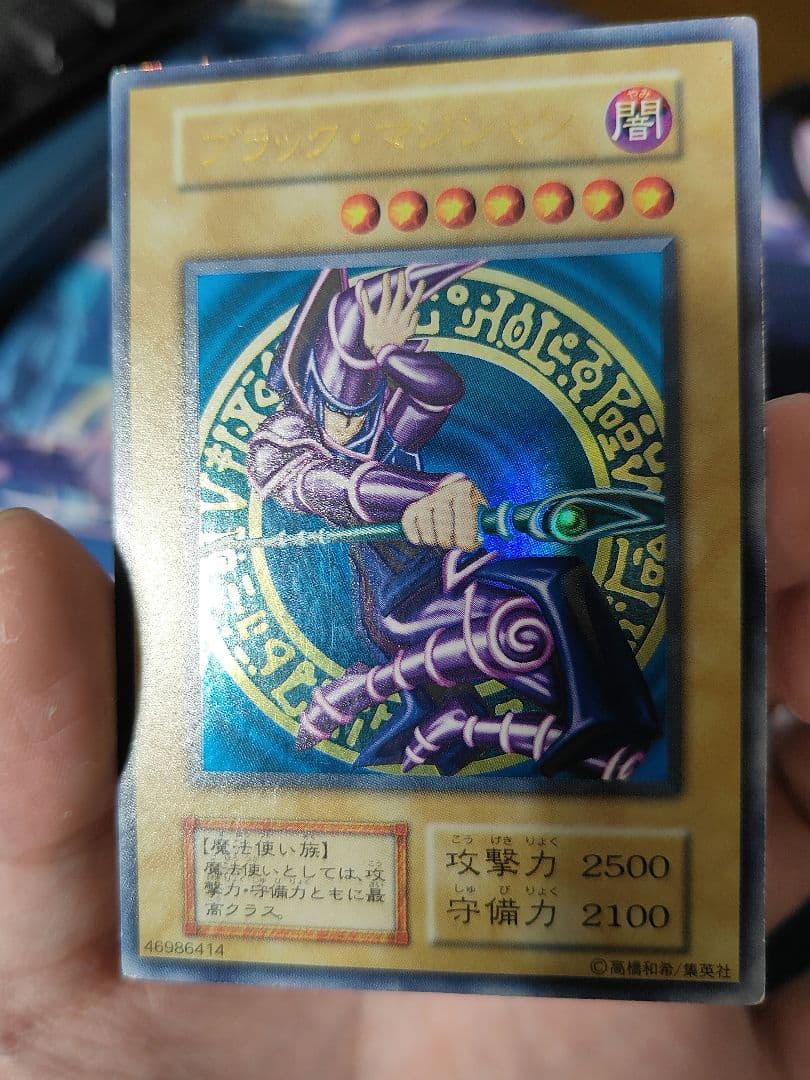 ブラック・マジシャン
やみ
闇
【魔法使い族】
魔法使いとしては、攻
撃力・守備力ともに最
高クラス。
こう げき りょく
攻撃力 2500
しゅ び りょく
守備力 2100
46986414
©高橋和希/集英社